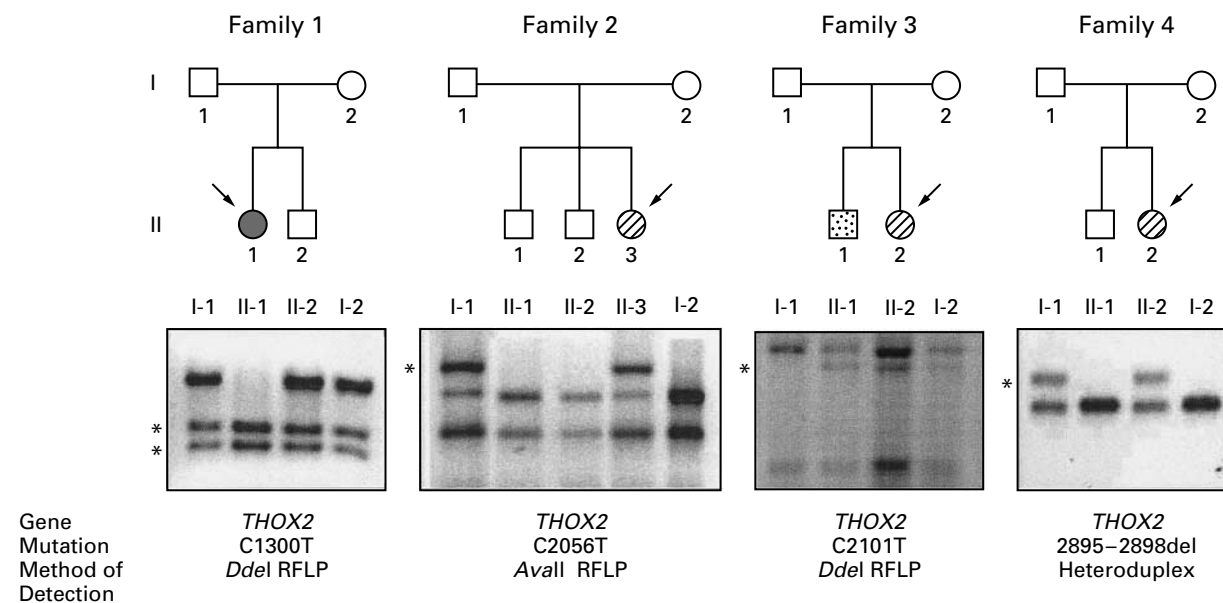 Family 1 Family 2 Family 3 Family 4
I
1 2 1 2 1 2 1 2
II
1 2 1 2 3 1 2 1 2
I-1 II-1 II-2 I-2 I-1 II-1 II-2 II-3 I-2 I-1 II-1 II-2 I-2 I-1 II-1 II-2 I-2
* * *
*
*
Gene THOX2 THOX2 THOX2 THOX2
Mutation C1300T C2056T C2101T 2895–2898del
Method of DdeI RFLP AvaII RFLP DdeI RFLP Heteroduplex
Detection